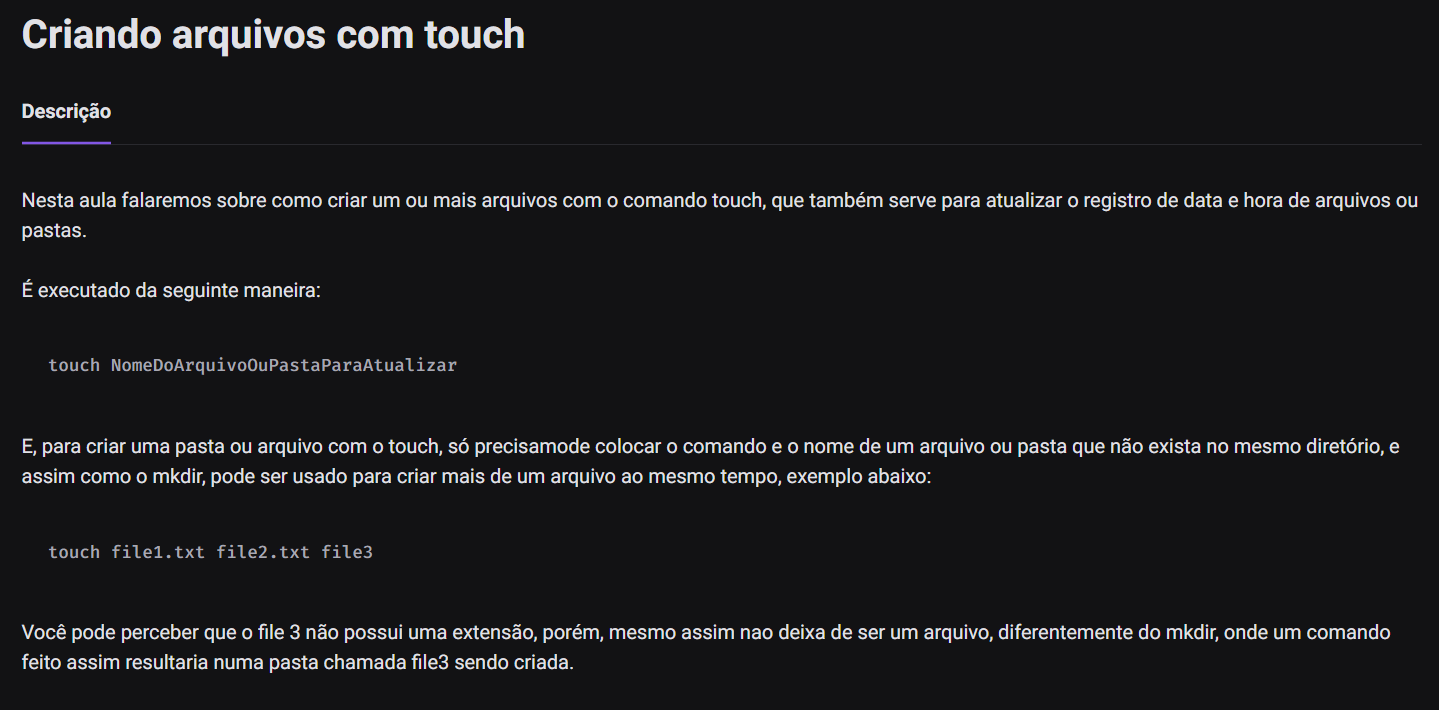 Criando arquivos com touch
Descrição
Nesta aula falaremos sobre como criar um ou mais arquivos com o comando touch, que também serve para atualizar o registro de data e hora de arquivos ou
pastas.
É executado da seguinte maneira:
touch NomeDoArquivoOuPastaParaAtualizar
E, para criar uma pasta ou arquivo com o touch, só precisamode colocar o comando e o nome de um arquivo ou pasta que não exista no mesmo diretório, e
assim como o mkdir, pode ser usado para criar mais de um arquivo ao mesmo tempo, exemplo abaixo:
touch file1.txt file2.txt file3
Você pode perceber que o file 3 não possui uma extensão, porém, mesmo assim nao deixa de ser um arquivo, diferentemente do mkdir, onde um comando
feito assim resultaria numa pasta chamada file3 sendo criada.